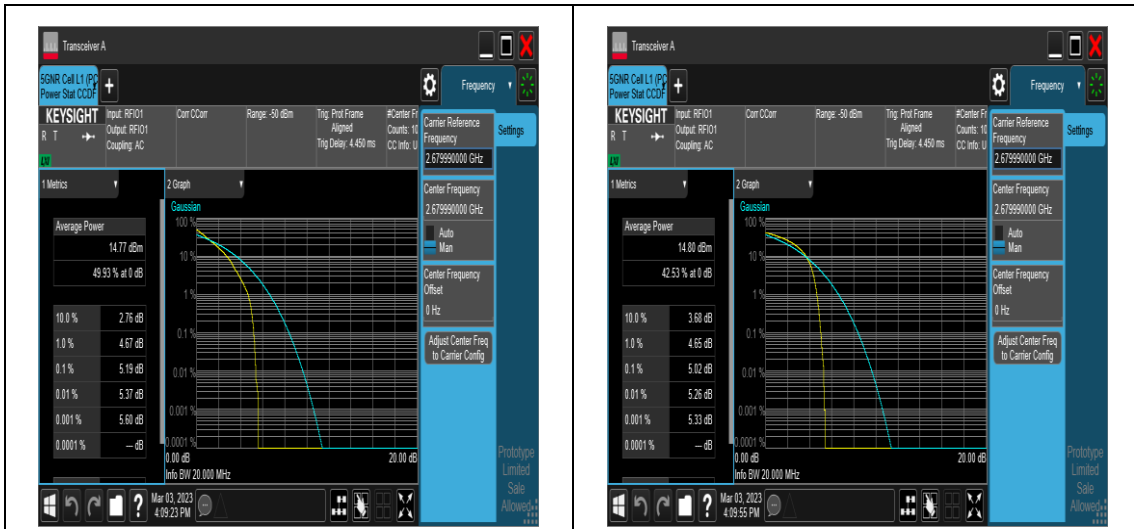 Transceiver A
5GNR Cell L1 (PC
Power Stat CCDF
Frequency
KEYSIGHT
R T
LXI
Input: RFIO1
Output: RFIO1
Coupling: AC
Corr CCorr
Range: -50 dBm
Trig: Prot Frame
Aligned
Trig Delay: 4.450 ms
#Center Fr
Counts: 10
CC Info: U
Carrier Reference
Frequency
2.679990000 GHz
Settings
Center Frequency
2.679990000 GHz
Auto
Man
Center Frequency
Offset
0 Hz
Adjust Center Freq
to Carrier Config
1 Metrics
2 Graph
Average Power
14.77 dBm
49.93 % at 0 dB
10.0 % 2.76 dB
1.0 % 4.67 dB
0.1 % 5.19 dB
0.01 % 5.37 dB
0.001 % 5.60 dB
0.0001 % --- dB
Gaussian
100 %
10 %
1 %
0.1 %
0.01 %
0.001 %
0.0001 %
0.00 dB 20.00 dB
Info BW 20.000 MHz
Prototype
Limited
Sale
Allowed
?
Mar 03, 2023
4:09:23 PM
Transceiver A
5GNR Cell L1 (PC
Power Stat CCDF
Frequency
KEYSIGHT
R T
LXI
Input: RFIO1
Output: RFIO1
Coupling: AC
Corr CCorr
Range: -50 dBm
Trig: Prot Frame
Aligned
Trig Delay: 4.450 ms
#Center Fr
Counts: 10
CC Info: U
Carrier Reference
Frequency
2.679990000 GHz
Settings
Center Frequency
2.679990000 GHz
Auto
Man
Center Frequency
Offset
0 Hz
Adjust Center Freq
to Carrier Config
1 Metrics
2 Graph
Average Power
14.80 dBm
42.53 % at 0 dB
10.0 % 3.68 dB
1.0 % 4.65 dB
0.1 % 5.02 dB
0.01 % 5.26 dB
0.001 % 5.33 dB
0.0001 % --- dB
Gaussian
100 %
10 %
1 %
0.1 %
0.01 %
0.001 %
0.0001 %
0.00 dB 20.00 dB
Info BW 20.000 MHz
Prototype
Limited
Sale
Allowed
?
Mar 03, 2023
4:09:55 PM